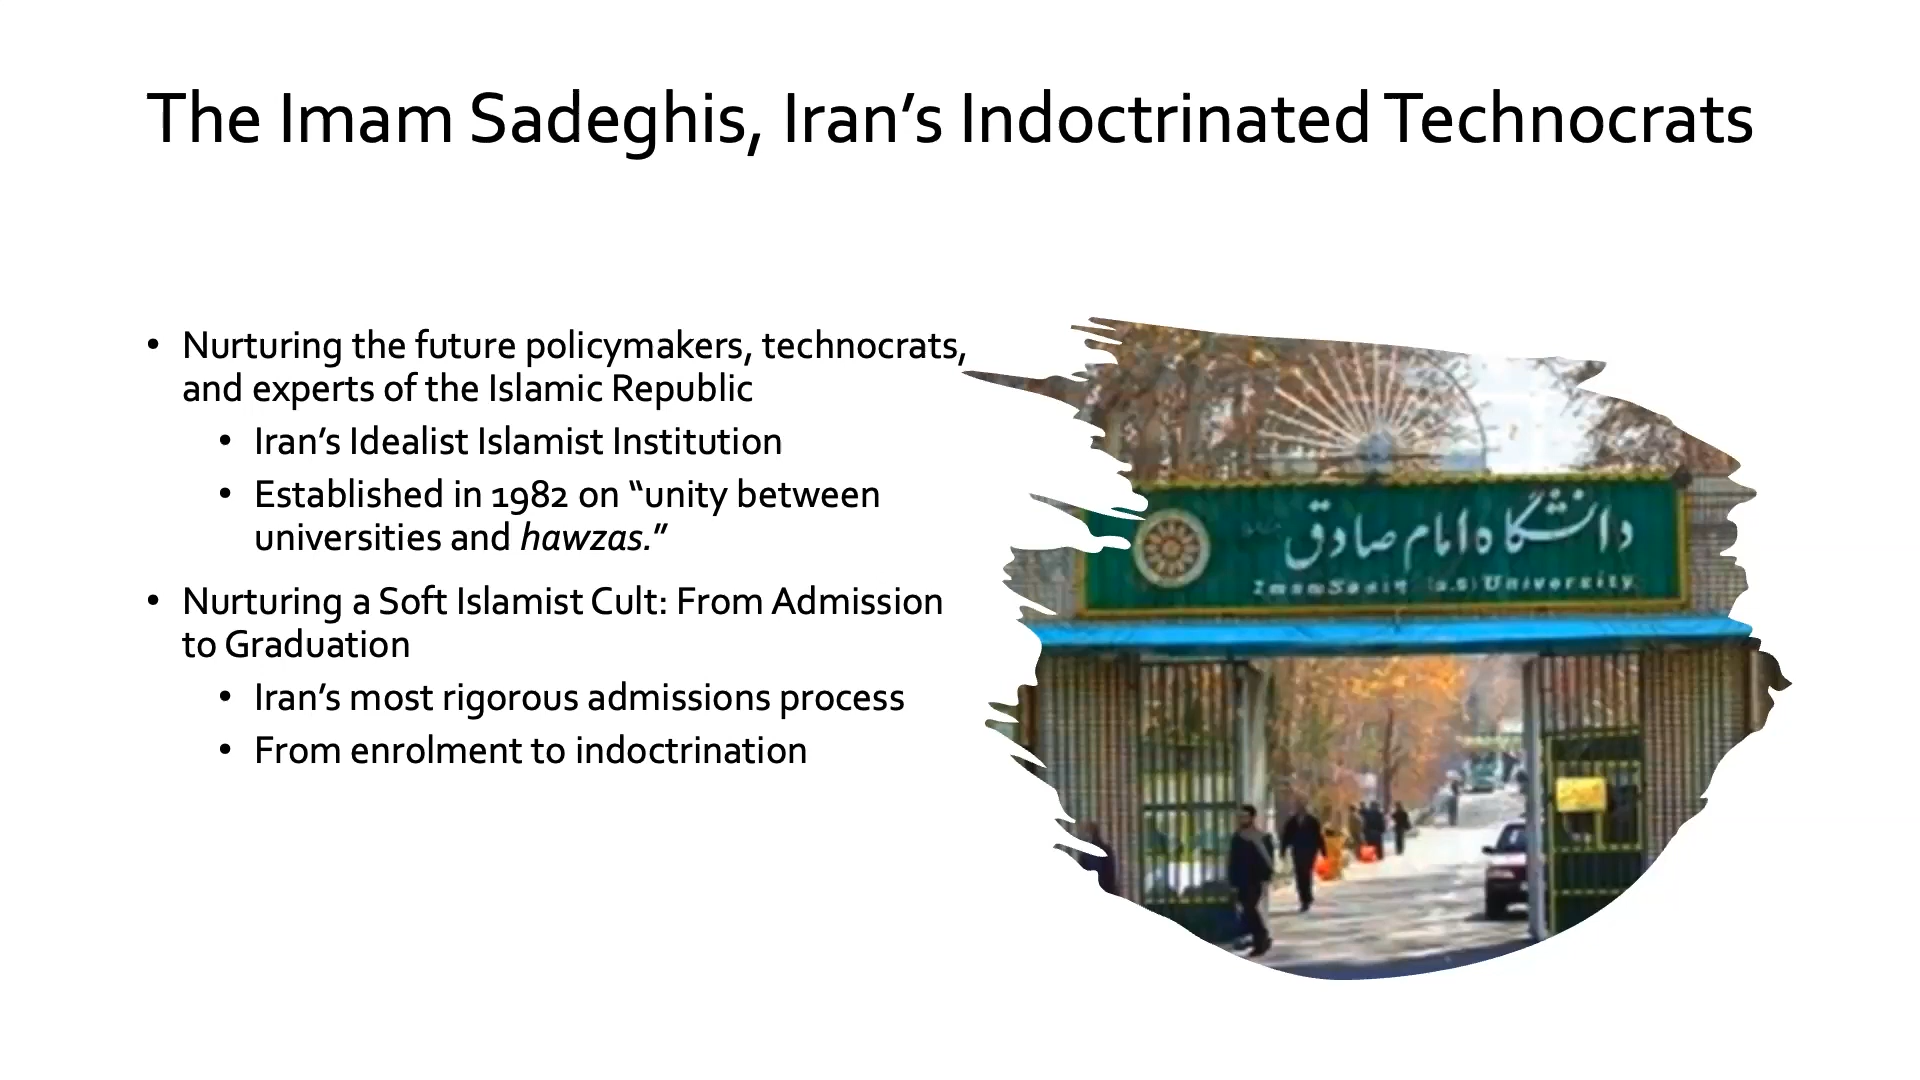 The Imam Sadeghis, Iran’s Indoctrinated Technocrats
• Nurturing the future policymakers, technocrats,
and experts of the Islamic Republic
• Iran’s Idealist Islamist Institution
• Established in 1982 on “unity between
universities and hawzas.”
• Nurturing a Soft Islamist Cult: From Admission
to Graduation
• Iran’s most rigorous admissions process
• From enrolment to indoctrination
دانشگاه امام صادق
Imam Sadiq (a.s) University